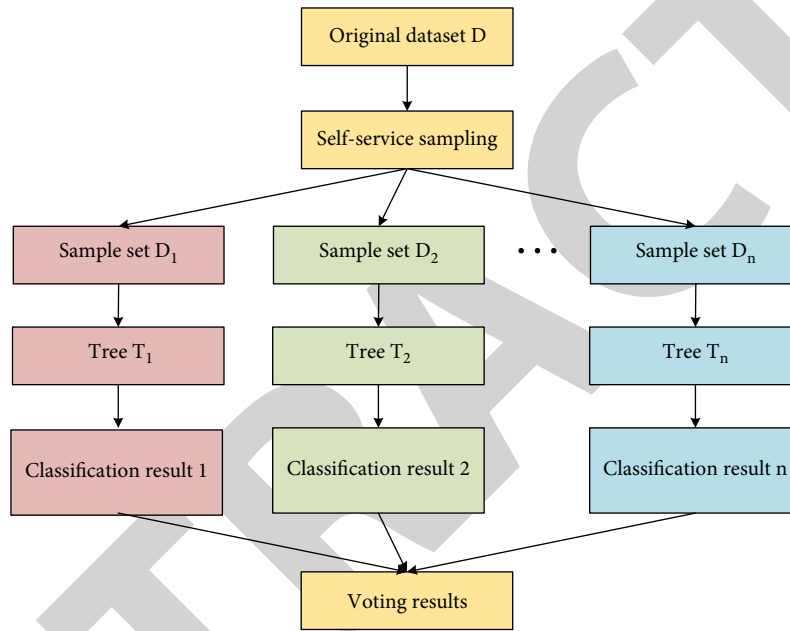 Original dataset D
Self-service sampling
Sample set D₁
Sample set D₂
...
Sample set Dₙ
Tree T₁
Tree T₂
Tree Tₙ
Classification result 1
Classification result 2
Classification result n
Voting results
TRACT